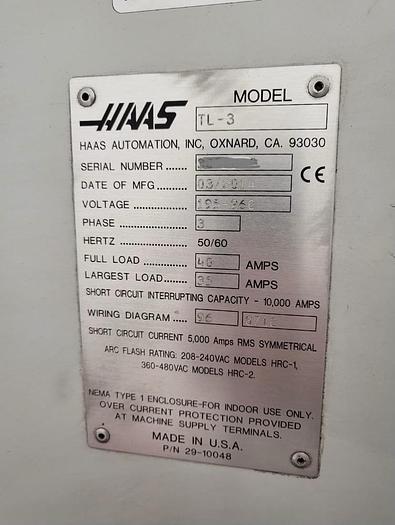 HAAS
MODEL
TL-3
HAAS AUTOMATION, INC, OXNARD, CA. 93030
SERIAL NUMBER ......
CE
DATE OF MFG .....
VOLTAGE ........
PHASE ........ 3
HERTZ ........ 50/60
FULL LOAD ...... 40 AMPS
LARGEST LOAD ..... 35 AMPS
SHORT CIRCUIT INTERRUPTING CAPACITY - 10,000 AMPS
WIRING DIAGRAM ..... 96
SHORT CIRCUIT CURRENT 5,000 Amps RMS SYMMETRICAL
ARC FLASH RATING: 208-240VAC MODELS HRC-1,
360-480VAC MODELS HRC-2.
NEMA TYPE 1 ENCLOSURE-FOR INDOOR USE ONLY.
OVER CURRENT PROTECTION PROVIDED
AT MACHINE SUPPLY TERMINALS.
MADE IN U.S.A.
P/N 29-10048